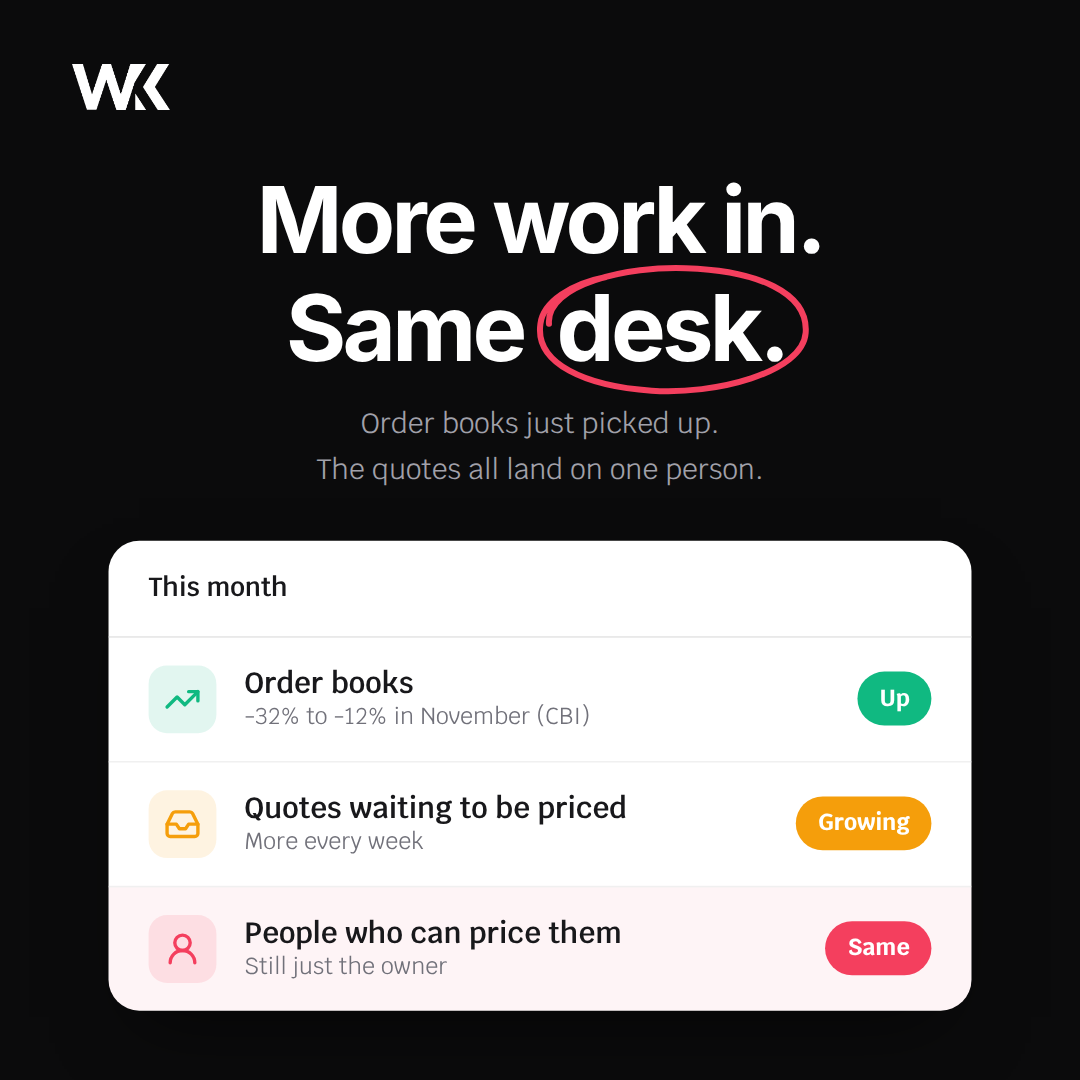 WK
More work in.
Same desk.
Order books just picked up.
The quotes all land on one person.
This month
Order books
-32% to -12% in November (CBI)
Up
Quotes waiting to be priced
More every week
Growing
People who can price them
Still just the owner
Same